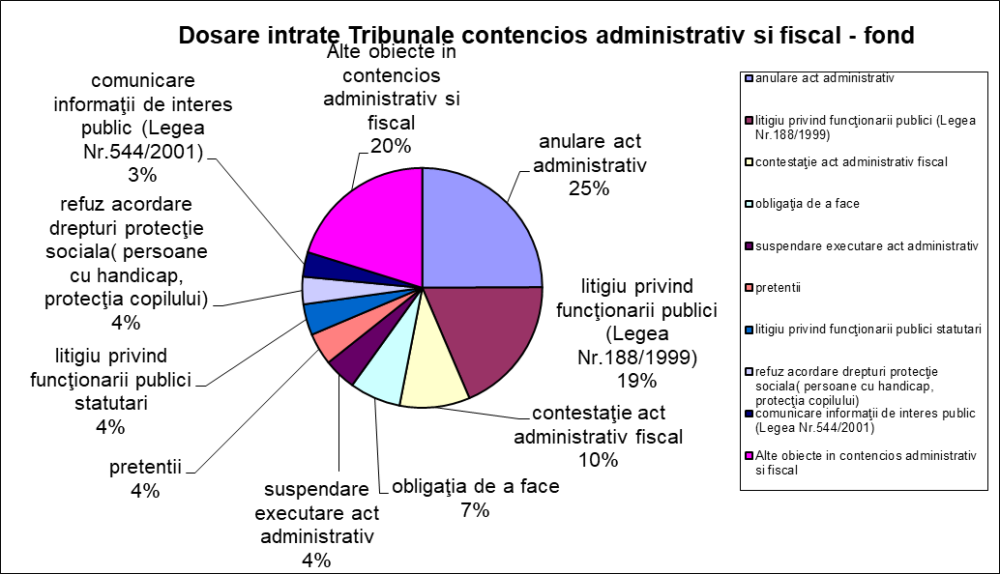 Dosare intrate Tribunale contencios administrativ si fiscal - fond
Alte obiecte in
contencios
administrativ si
fiscal
20%
anulare act
administrativ
25%
litigiu privind
funcţionarii publici
(Legea
Nr.188/1999)
19%
contestaţie act
administrativ fiscal
10%
obligaţia de a face
7%
suspendare
executare act
administrativ
4%
pretentii
4%
litigiu privind
funcţionarii publici
statutari
4%
refuz acordare
drepturi protecţie
sociala( persoane
cu handicap,
protecţia copilului)
4%
comunicare
informaţii de interes
public (Legea
Nr.544/2001)
3%
anulare act administrativ
litigiu privind funcţionarii publici (Legea
Nr.188/1999)
contestaţie act administrativ fiscal
obligaţia de a face
suspendare executare act administrativ
pretentii
litigiu privind funcţionarii publici statutari
refuz acordare drepturi protecţie
sociala( persoane cu handicap,
protecţia copilului)
comunicare informaţii de interes public
(Legea Nr.544/2001)
Alte obiecte in contencios administrativ
si fiscal